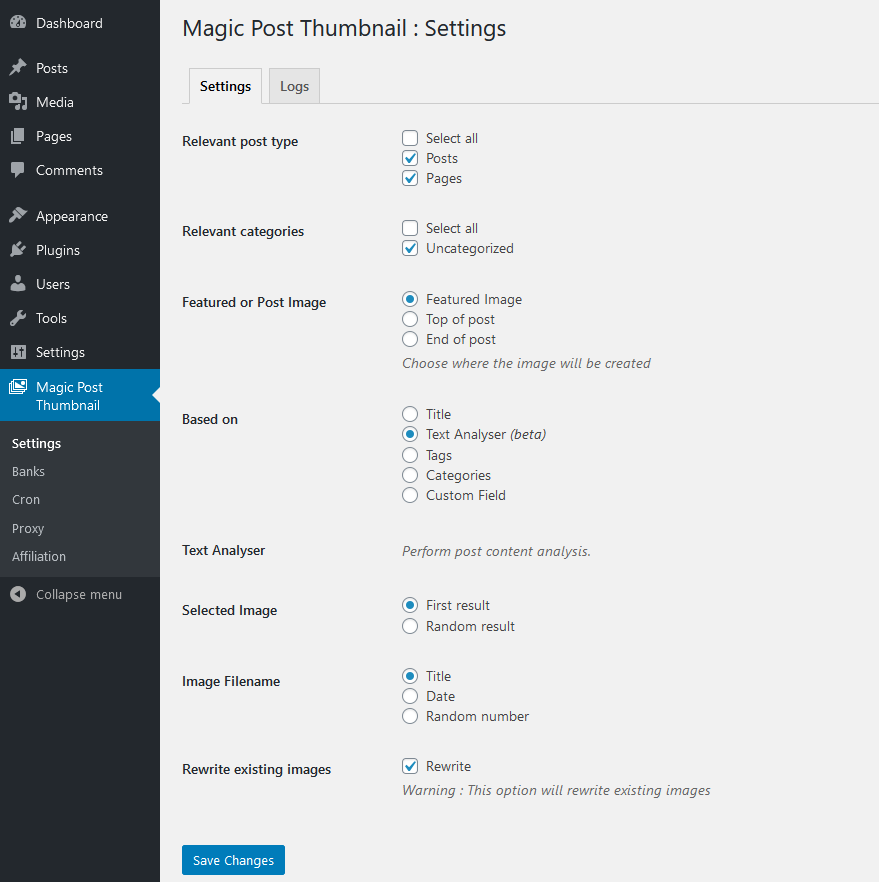 Dashboard
Posts
Media
Pages
Comments
Appearance
Plugins
Users
Tools
Settings
Magic Post
Thumbnail
Settings
Banks
Cron
Proxy
Affiliation
Collapse menu
Magic Post Thumbnail : Settings
Settings
Logs
Relevant post type
Select all
Posts
Pages
Relevant categories
Select all
Uncategorized
Featured or Post Image
Featured Image
Top of post
End of post
Choose where the image will be created
Based on
Title
Text Analyser (beta)
Tags
Categories
Custom Field
Text Analyser
Perform post content analysis.
Selected Image
First result
Random result
Image Filename
Title
Date
Random number
Rewrite existing images
Rewrite
Warning : This option will rewrite existing images
Save Changes